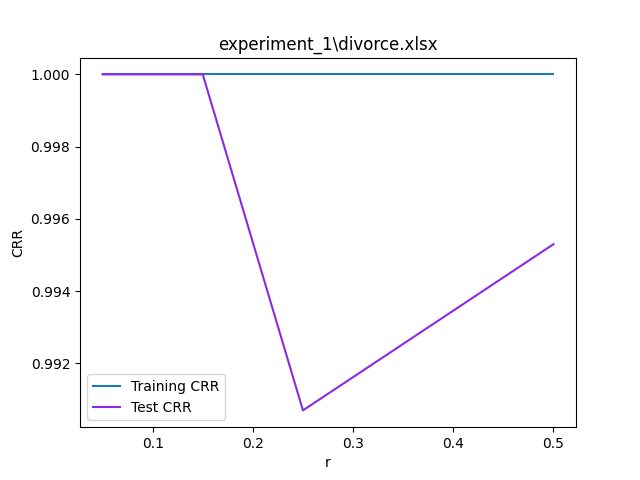 experiment_1\divorce.xlsx
1.000
0.998
0.996
0.994
0.992
CRR
Training CRR
Test CRR
0.1 0.2 0.3 0.4 0.5
r